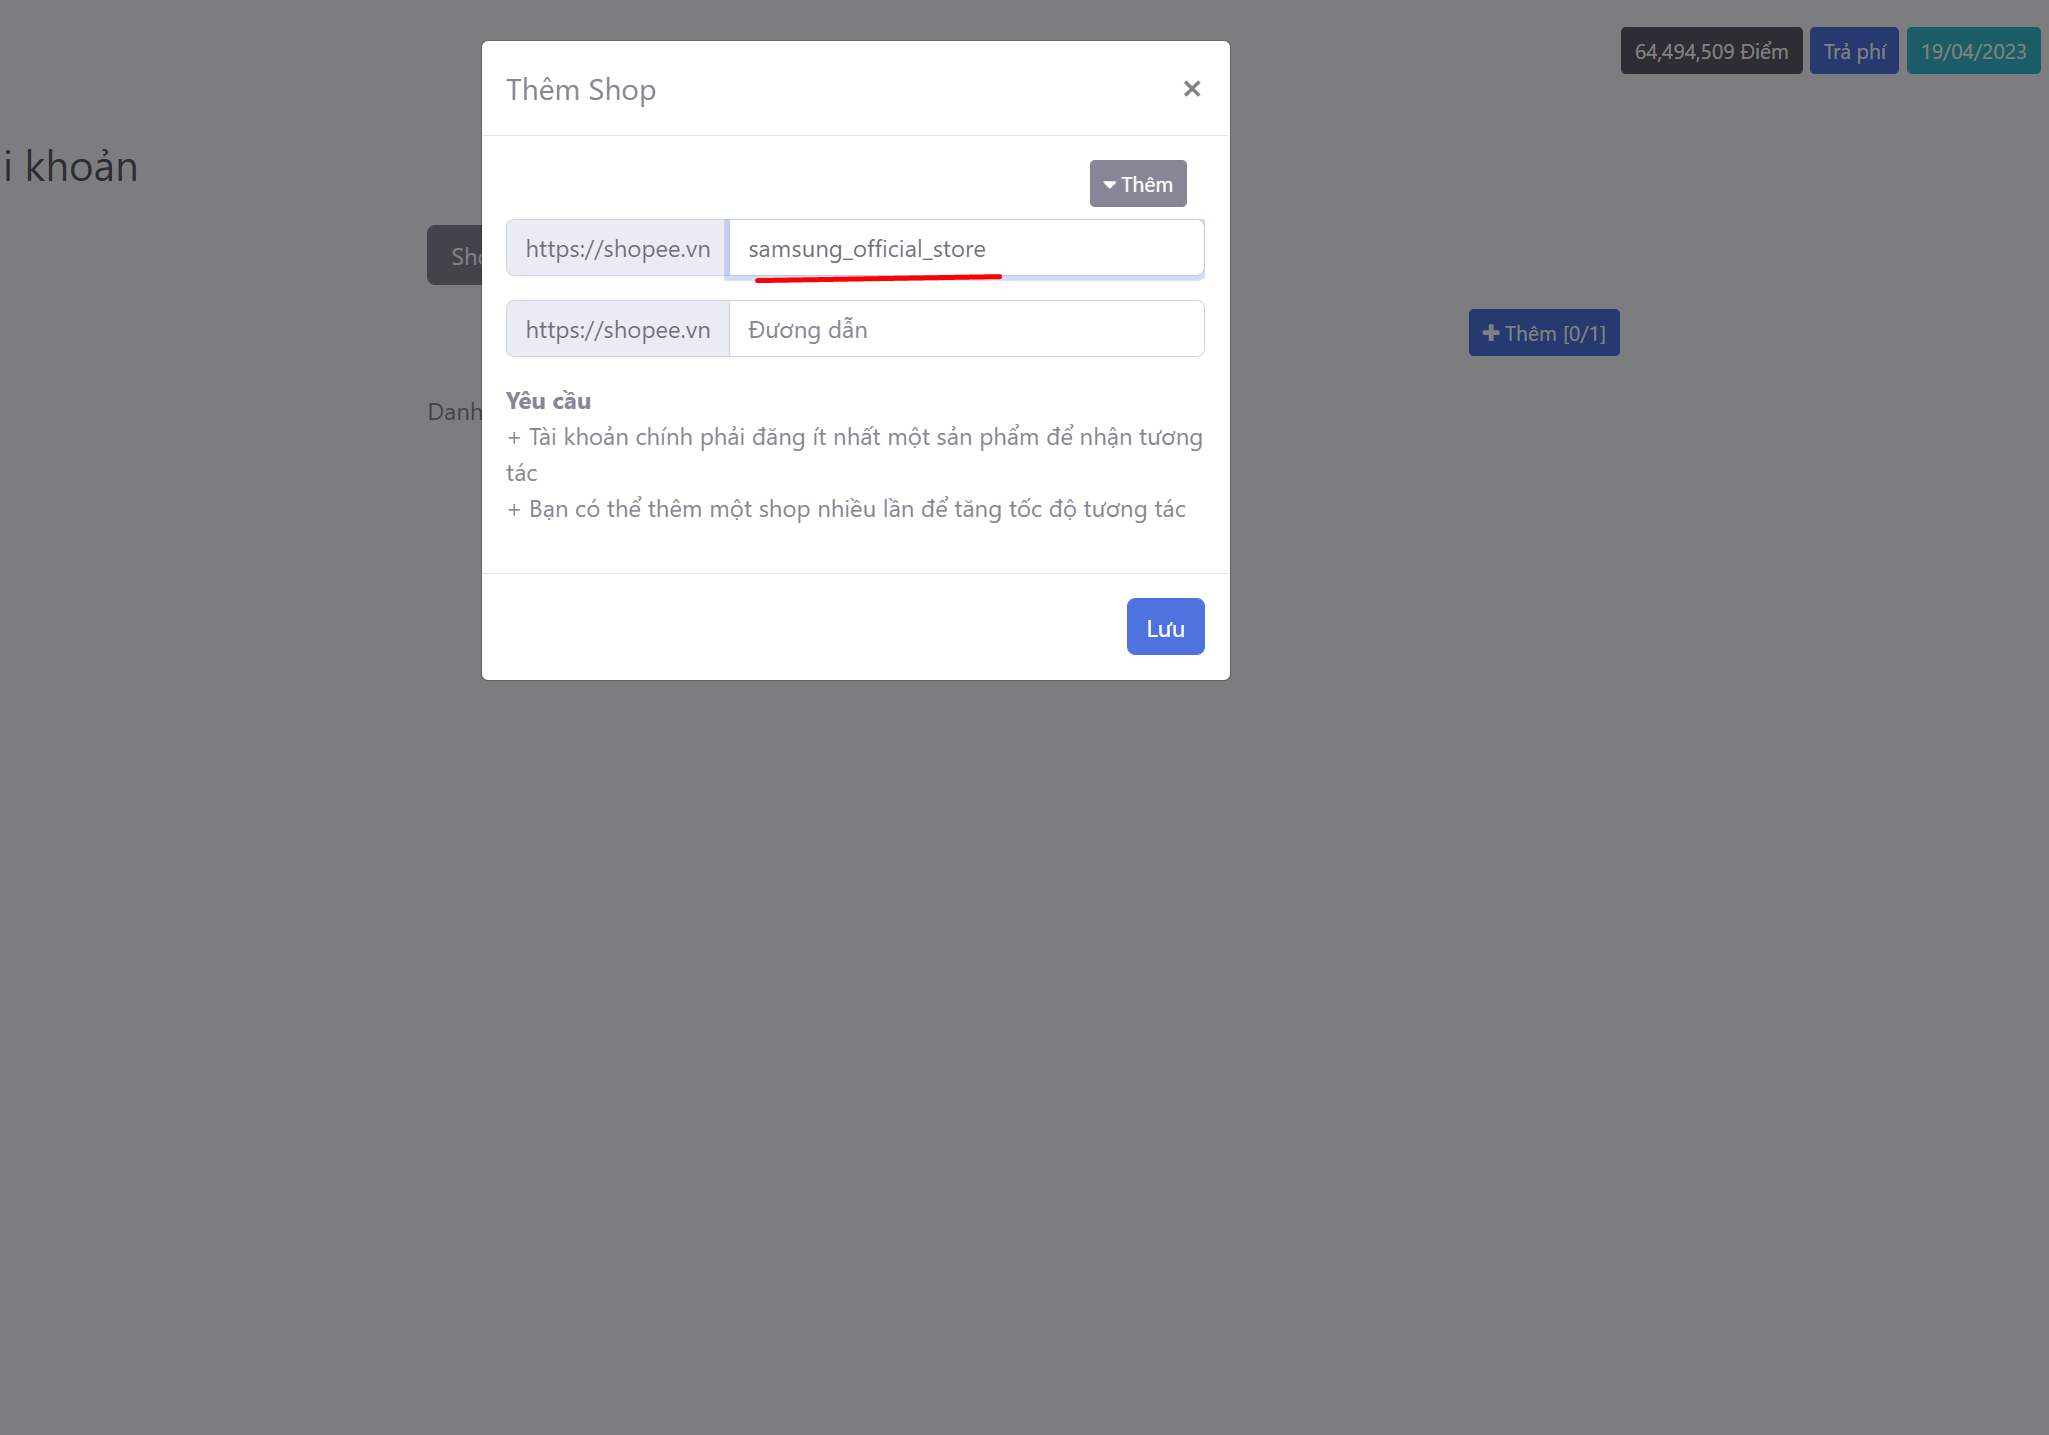 64,494,509 Điểm
Trả phí
19/04/2023
Thêm Shop
i khoản
Thêm
https://shopee.vn
samsung_official_store
https://shopee.vn
Đương dẫn
Thêm [0/1]
Danh
Yêu cầu
+ Tài khoản chính phải đăng ít nhất một sản phẩm để nhận tương
tác
+ Bạn có thể thêm một shop nhiều lần để tăng tốc độ tương tác
Lưu